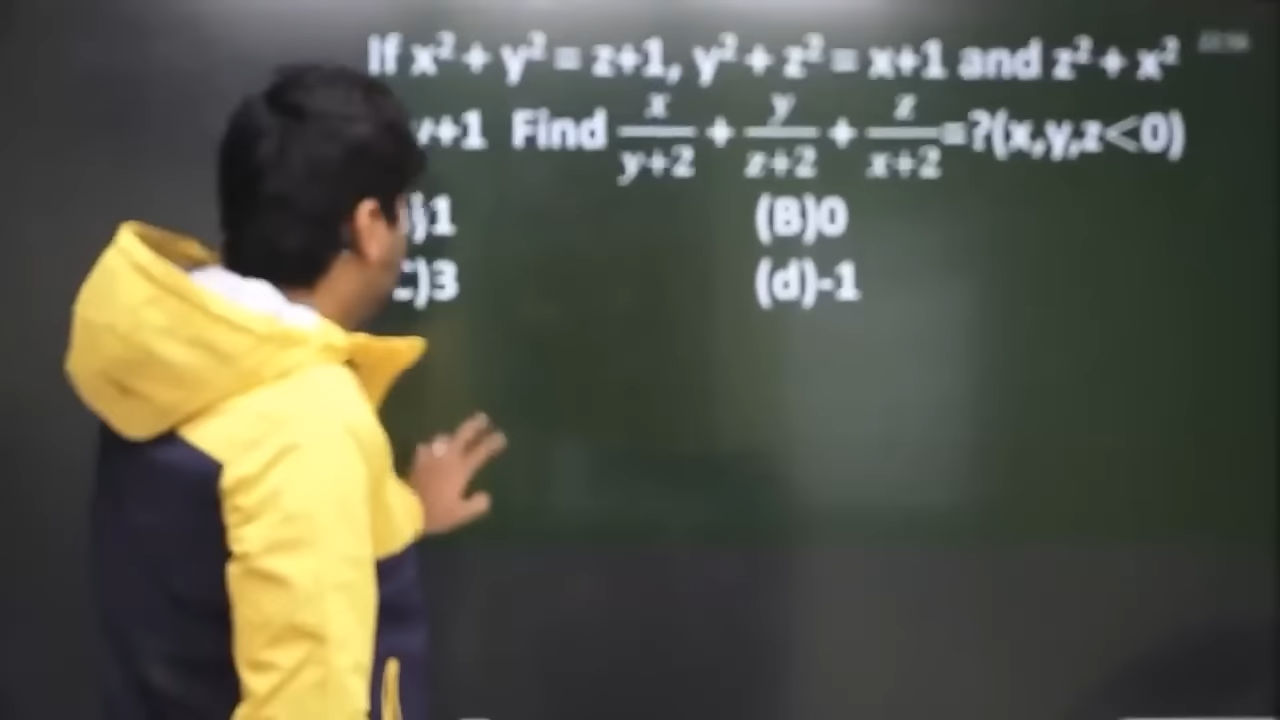 If x² + y² = z+1, y² + z² = x+1 and z² + x²
y+1 Find x/y+2 + y/z+2 + z/x+2 =?(x,y,z<0)
)1 (B)0
C)3 (d)-1